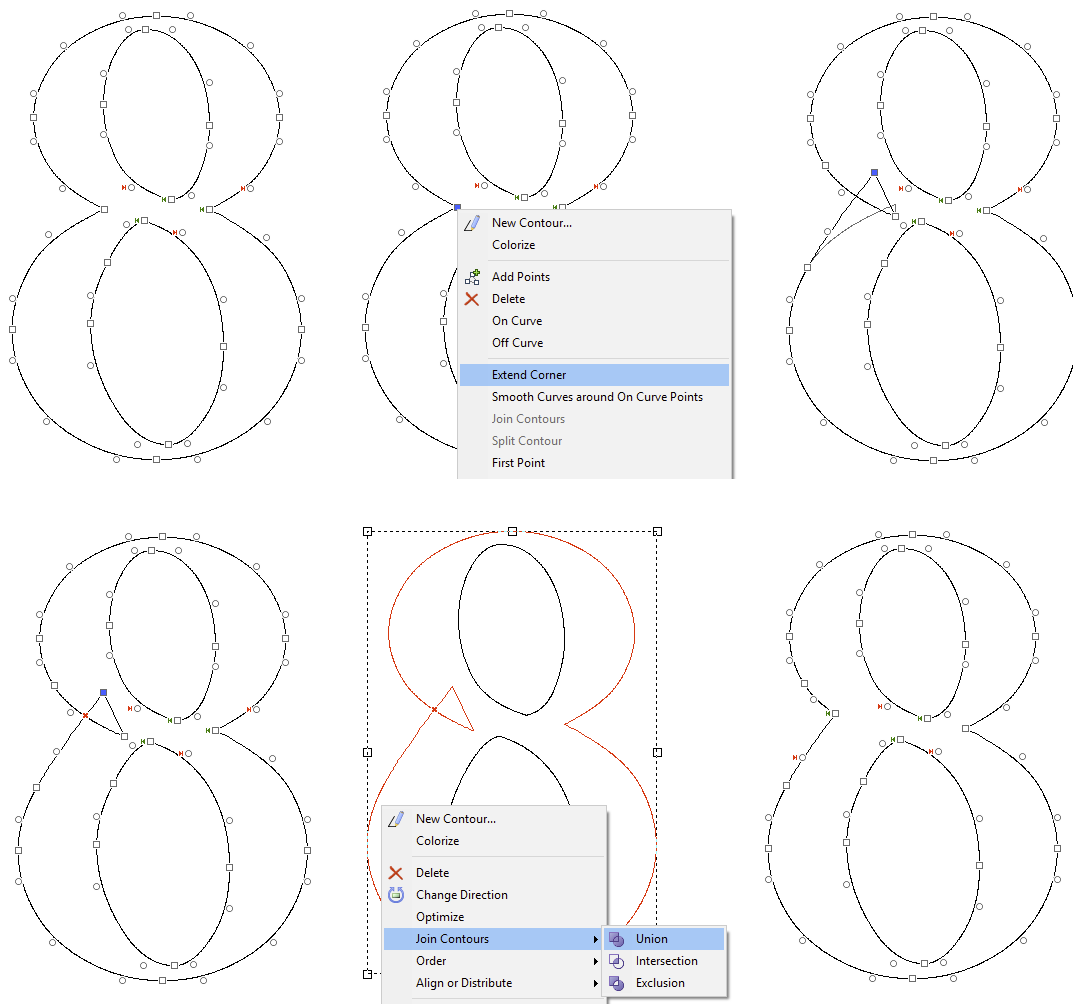 New Contour...
Colorize
Add Points
Delete
On Curve
Off Curve
Extend Corner
Smooth Curves around On Curve Points
Join Contours
Split Contour
First Point
New Contour...
Colorize
Delete
Change Direction
Optimize
Join Contours
Order
Align or Distribute
Union
Intersection
Exclusion